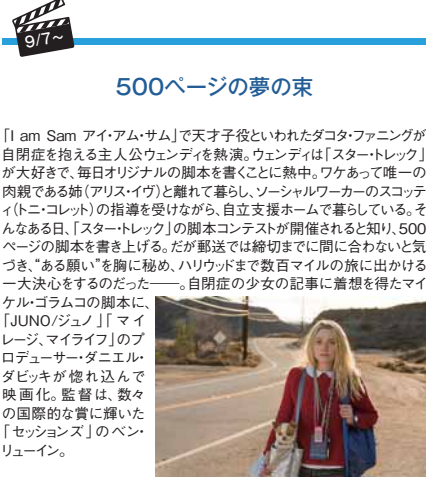 9/7~
500ページの夢の束
「I am Sam アイ・アム・サム」で天才子役といわれたダコタ・ファニングが
自閉症を抱える主人公ウェンディを熱演。ウェンディは「スター・トレック」
が大好きで、毎日オリジナルの脚本を書くことに熱中。ワケあって唯一の
肉親である姉（アリス・イヴ）と離れて暮らし、ソーシャルワーカーのスコッテ
ィ（トニ・コレット）の指導を受けながら、自立支援ホームで暮らしている。そ
んなある日、「スター・トレック」の脚本コンテストが開催されると知り、500
ページの脚本を書き上げる。だが郵送では締切までに間に合わないと気
づき、“ある願い”を胸に秘め、ハリウッドまで数百マイルの旅に出かける
一大決心をするのだった――。自閉症の少女の記事に着想を得たマイ
ケル・ゴラムコの脚本に、
「JUNO/ジュノ」「マイ
レージ、マイライフ」のプ
ロデューサー・ダニエル・
ダビッキが惚れ込んで
映画化。監督は、数々
の国際的な賞に輝いた
「セッションズ」のベン・
リューイン。